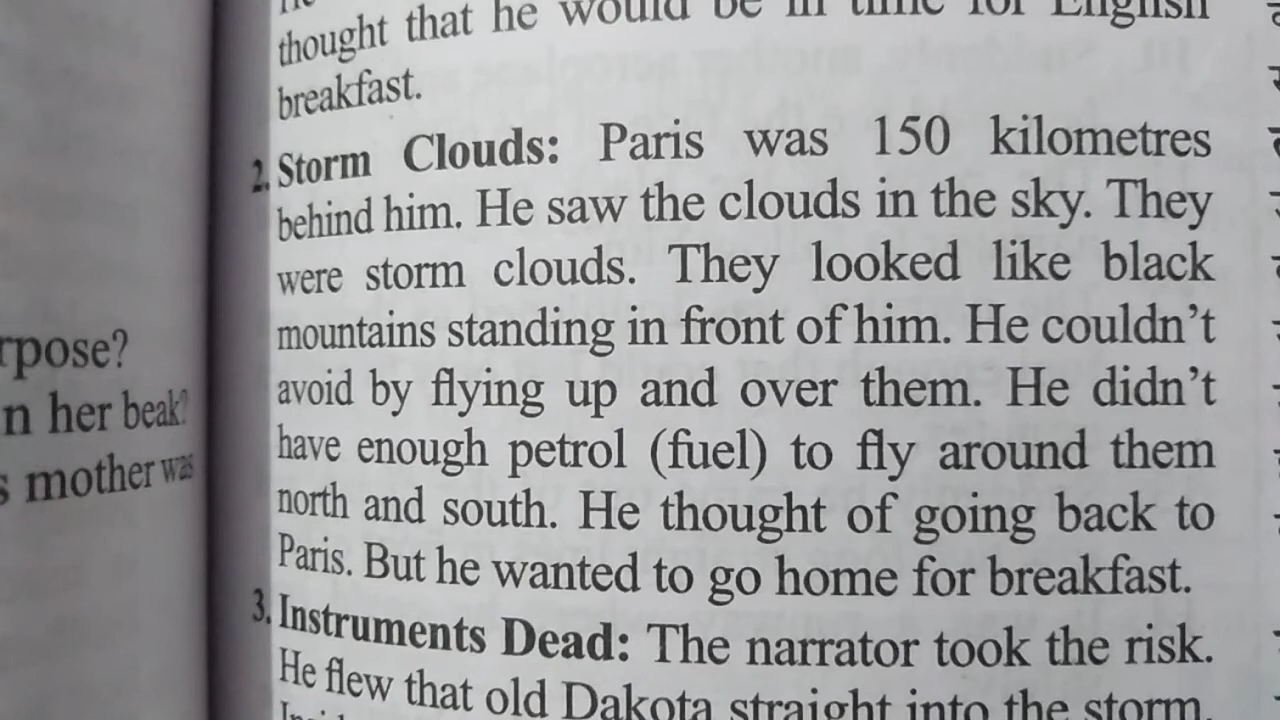 rpose?
n her beak?
s mother was
thought that he would be in time for English
breakfast.
2. Storm Clouds: Paris was 150 kilometres
behind him. He saw the clouds in the sky. They
were storm clouds. They looked like black
mountains standing in front of him. He couldn't
avoid by flying up and over them. He didn't
have enough petrol (fuel) to fly around them
north and south. He thought of going back to
Paris. But he wanted to go home for breakfast.
3. Instruments Dead: The narrator took the risk.
He flew that old Dakota straight into the storm.